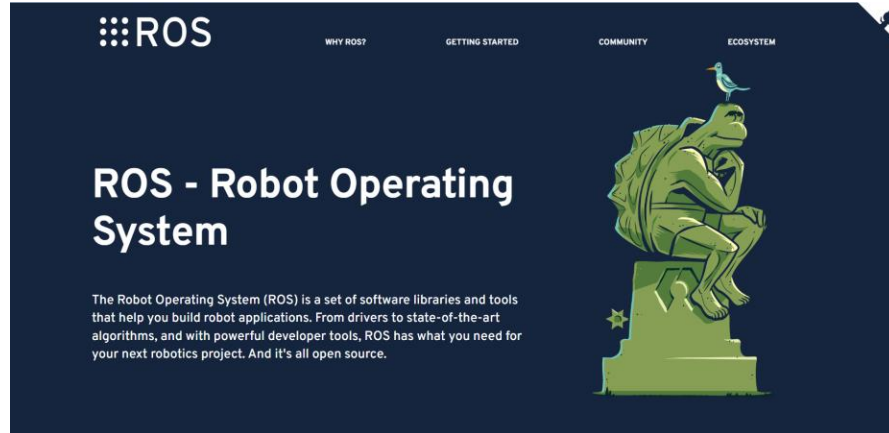 ROS
WHY ROS?
GETTING STARTED
COMMUNITY
ECOSYSTEM
ROS - Robot Operating
System
The Robot Operating System (ROS) is a set of software libraries and tools
that help you build robot applications. From drivers to state-of-the-art
algorithms, and with powerful developer tools, ROS has what you need for
your next robotics project. And it's all open source.